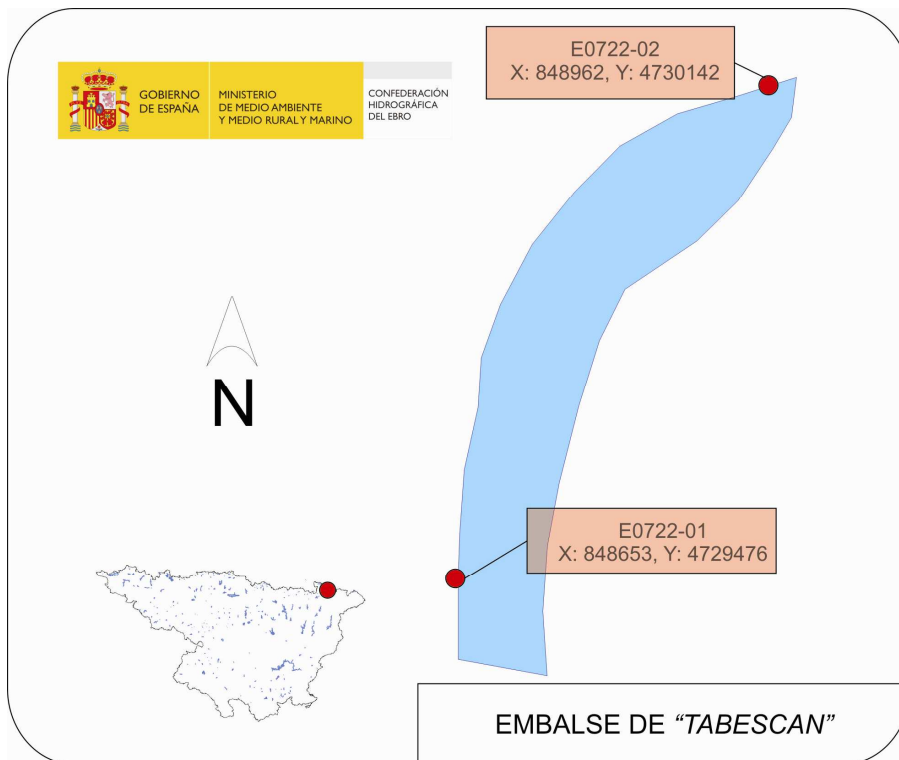 E0722-02
X: 848962, Y: 4730142
GOBIERNO
DE ESPAÑA
MINISTERIO
DE MEDIO AMBIENTE
Y MEDIO RURAL Y MARINO
CONFEDERACIÓN
HIDROGRÁFICA
DEL EBRO
N
E0722-01
X: 848653, Y: 4729476
EMBALSE DE "TABESCAN"